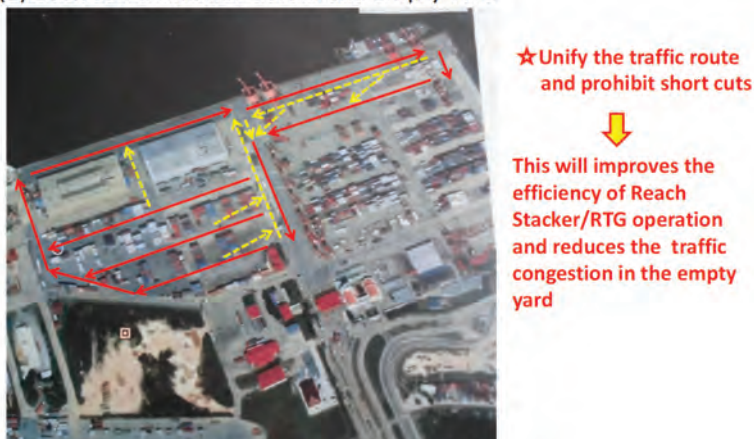 ☆Unify the traffic route
and prohibit short cuts
This will improves the
efficiency of Reach
Stacker/RTG operation
and reduces the traffic
congestion in the empty
yard